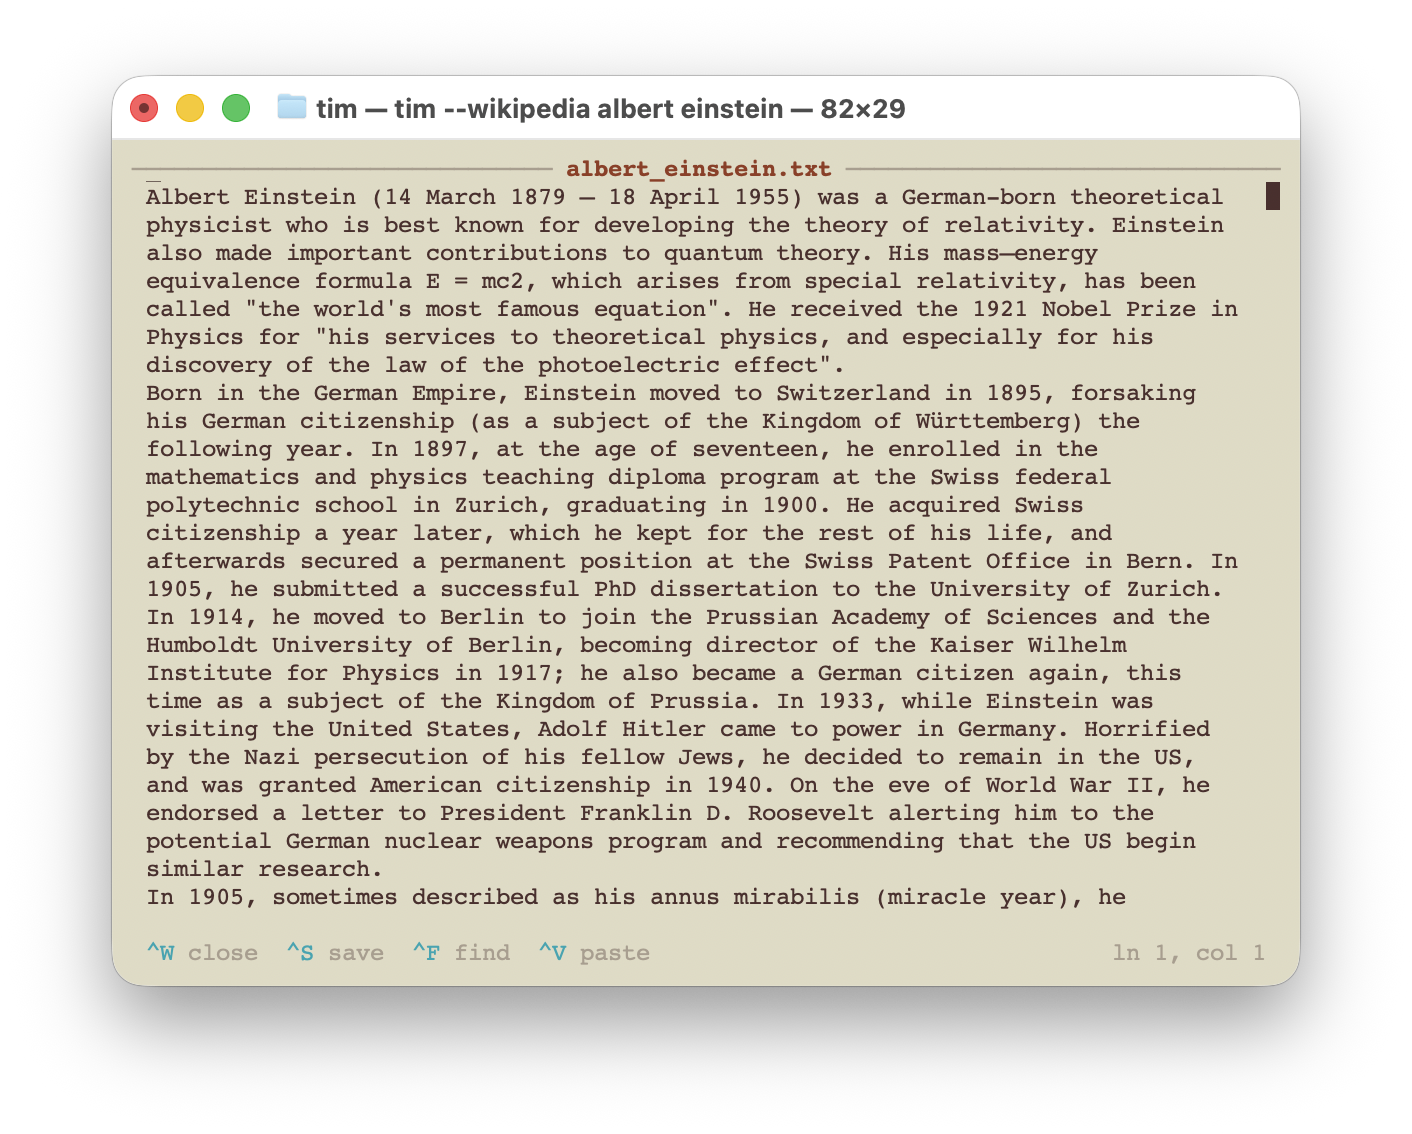 tim — tim --wikipedia albert einstein — 82×29
albert_einstein.txt
Albert Einstein (14 March 1879 – 18 April 1955) was a German-born theoretical
physicist who is best known for developing the theory of relativity. Einstein
also made important contributions to quantum theory. His mass–energy
equivalence formula E = mc2, which arises from special relativity, has been
called "the world's most famous equation". He received the 1921 Nobel Prize in
Physics for "his services to theoretical physics, and especially for his
discovery of the law of the photoelectric effect".
Born in the German Empire, Einstein moved to Switzerland in 1895, forsaking
his German citizenship (as a subject of the Kingdom of Württemberg) the
following year. In 1897, at the age of seventeen, he enrolled in the
mathematics and physics teaching diploma program at the Swiss federal
polytechnic school in Zurich, graduating in 1900. He acquired Swiss
citizenship a year later, which he kept for the rest of his life, and
afterwards secured a permanent position at the Swiss Patent Office in Bern. In
1905, he submitted a successful PhD dissertation to the University of Zurich.
In 1914, he moved to Berlin to join the Prussian Academy of Sciences and the
Humboldt University of Berlin, becoming director of the Kaiser Wilhelm
Institute for Physics in 1917; he also became a German citizen again, this
time as a subject of the Kingdom of Prussia. In 1933, while Einstein was
visiting the United States, Adolf Hitler came to power in Germany. Horrified
by the Nazi persecution of his fellow Jews, he decided to remain in the US,
and was granted American citizenship in 1940. On the eve of World War II, he
endorsed a letter to President Franklin D. Roosevelt alerting him to the
potential German nuclear weapons program and recommending that the US begin
similar research.
In 1905, sometimes described as his annus mirabilis (miracle year), he
^W close ^S save ^F find ^V paste ln 1, col 1